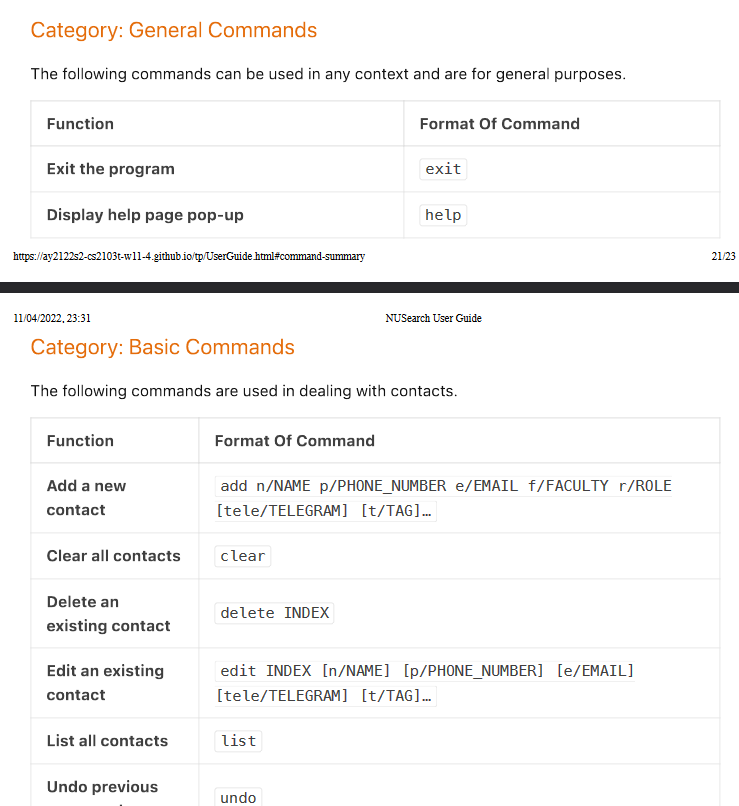 Category: General Commands
The following commands can be used in any context and are for general purposes.
Function Format Of Command
Exit the program exit
Display help page pop-up help
https://ay2122s2-cs2103t-w11-4.github.io/tp/UserGuide.html#command-summary 21/23
11/04/2022, 23:31 NUSearch User Guide
Category: Basic Commands
The following commands are used in dealing with contacts.
Function Format Of Command
Add a new add n/NAME p/PHONE_NUMBER e/EMAIL f/FACULTY r/ROLE
contact [tele/TELEGRAM] [t/TAG]…
Clear all contacts clear
Delete an
existing contact delete INDEX
Edit an existing edit INDEX [n/NAME] [p/PHONE_NUMBER] [e/EMAIL]
contact [tele/TELEGRAM] [t/TAG]…
List all contacts list
Undo previous
undo